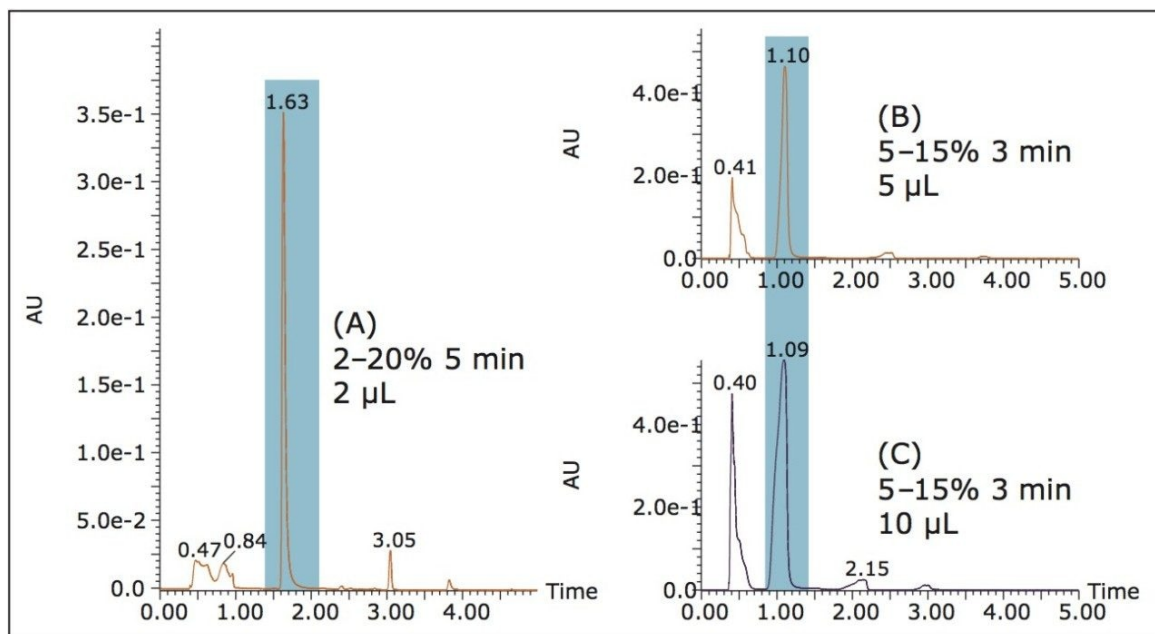 3.5e-1
3.0e-1
2.5e-1
2.0e-1
1.5e-1
1.0e-1
5.0e-2
0.0
AU
1.63
0.47
0.84
3.05
(A)
2–20% 5 min
2 µL
0.00 1.00 2.00 3.00 4.00
Time
4.0e-1
2.0e-1
0.0
AU
0.41
1.10
(B)
5–15% 3 min
5 µL
0.00 1.00 2.00 3.00 4.00 5.00
4.0e-1
2.0e-1
0.0
AU
0.40
1.09
2.15
(C)
5–15% 3 min
10 µL
Time
0.00 1.00 2.00 3.00 4.00 5.00